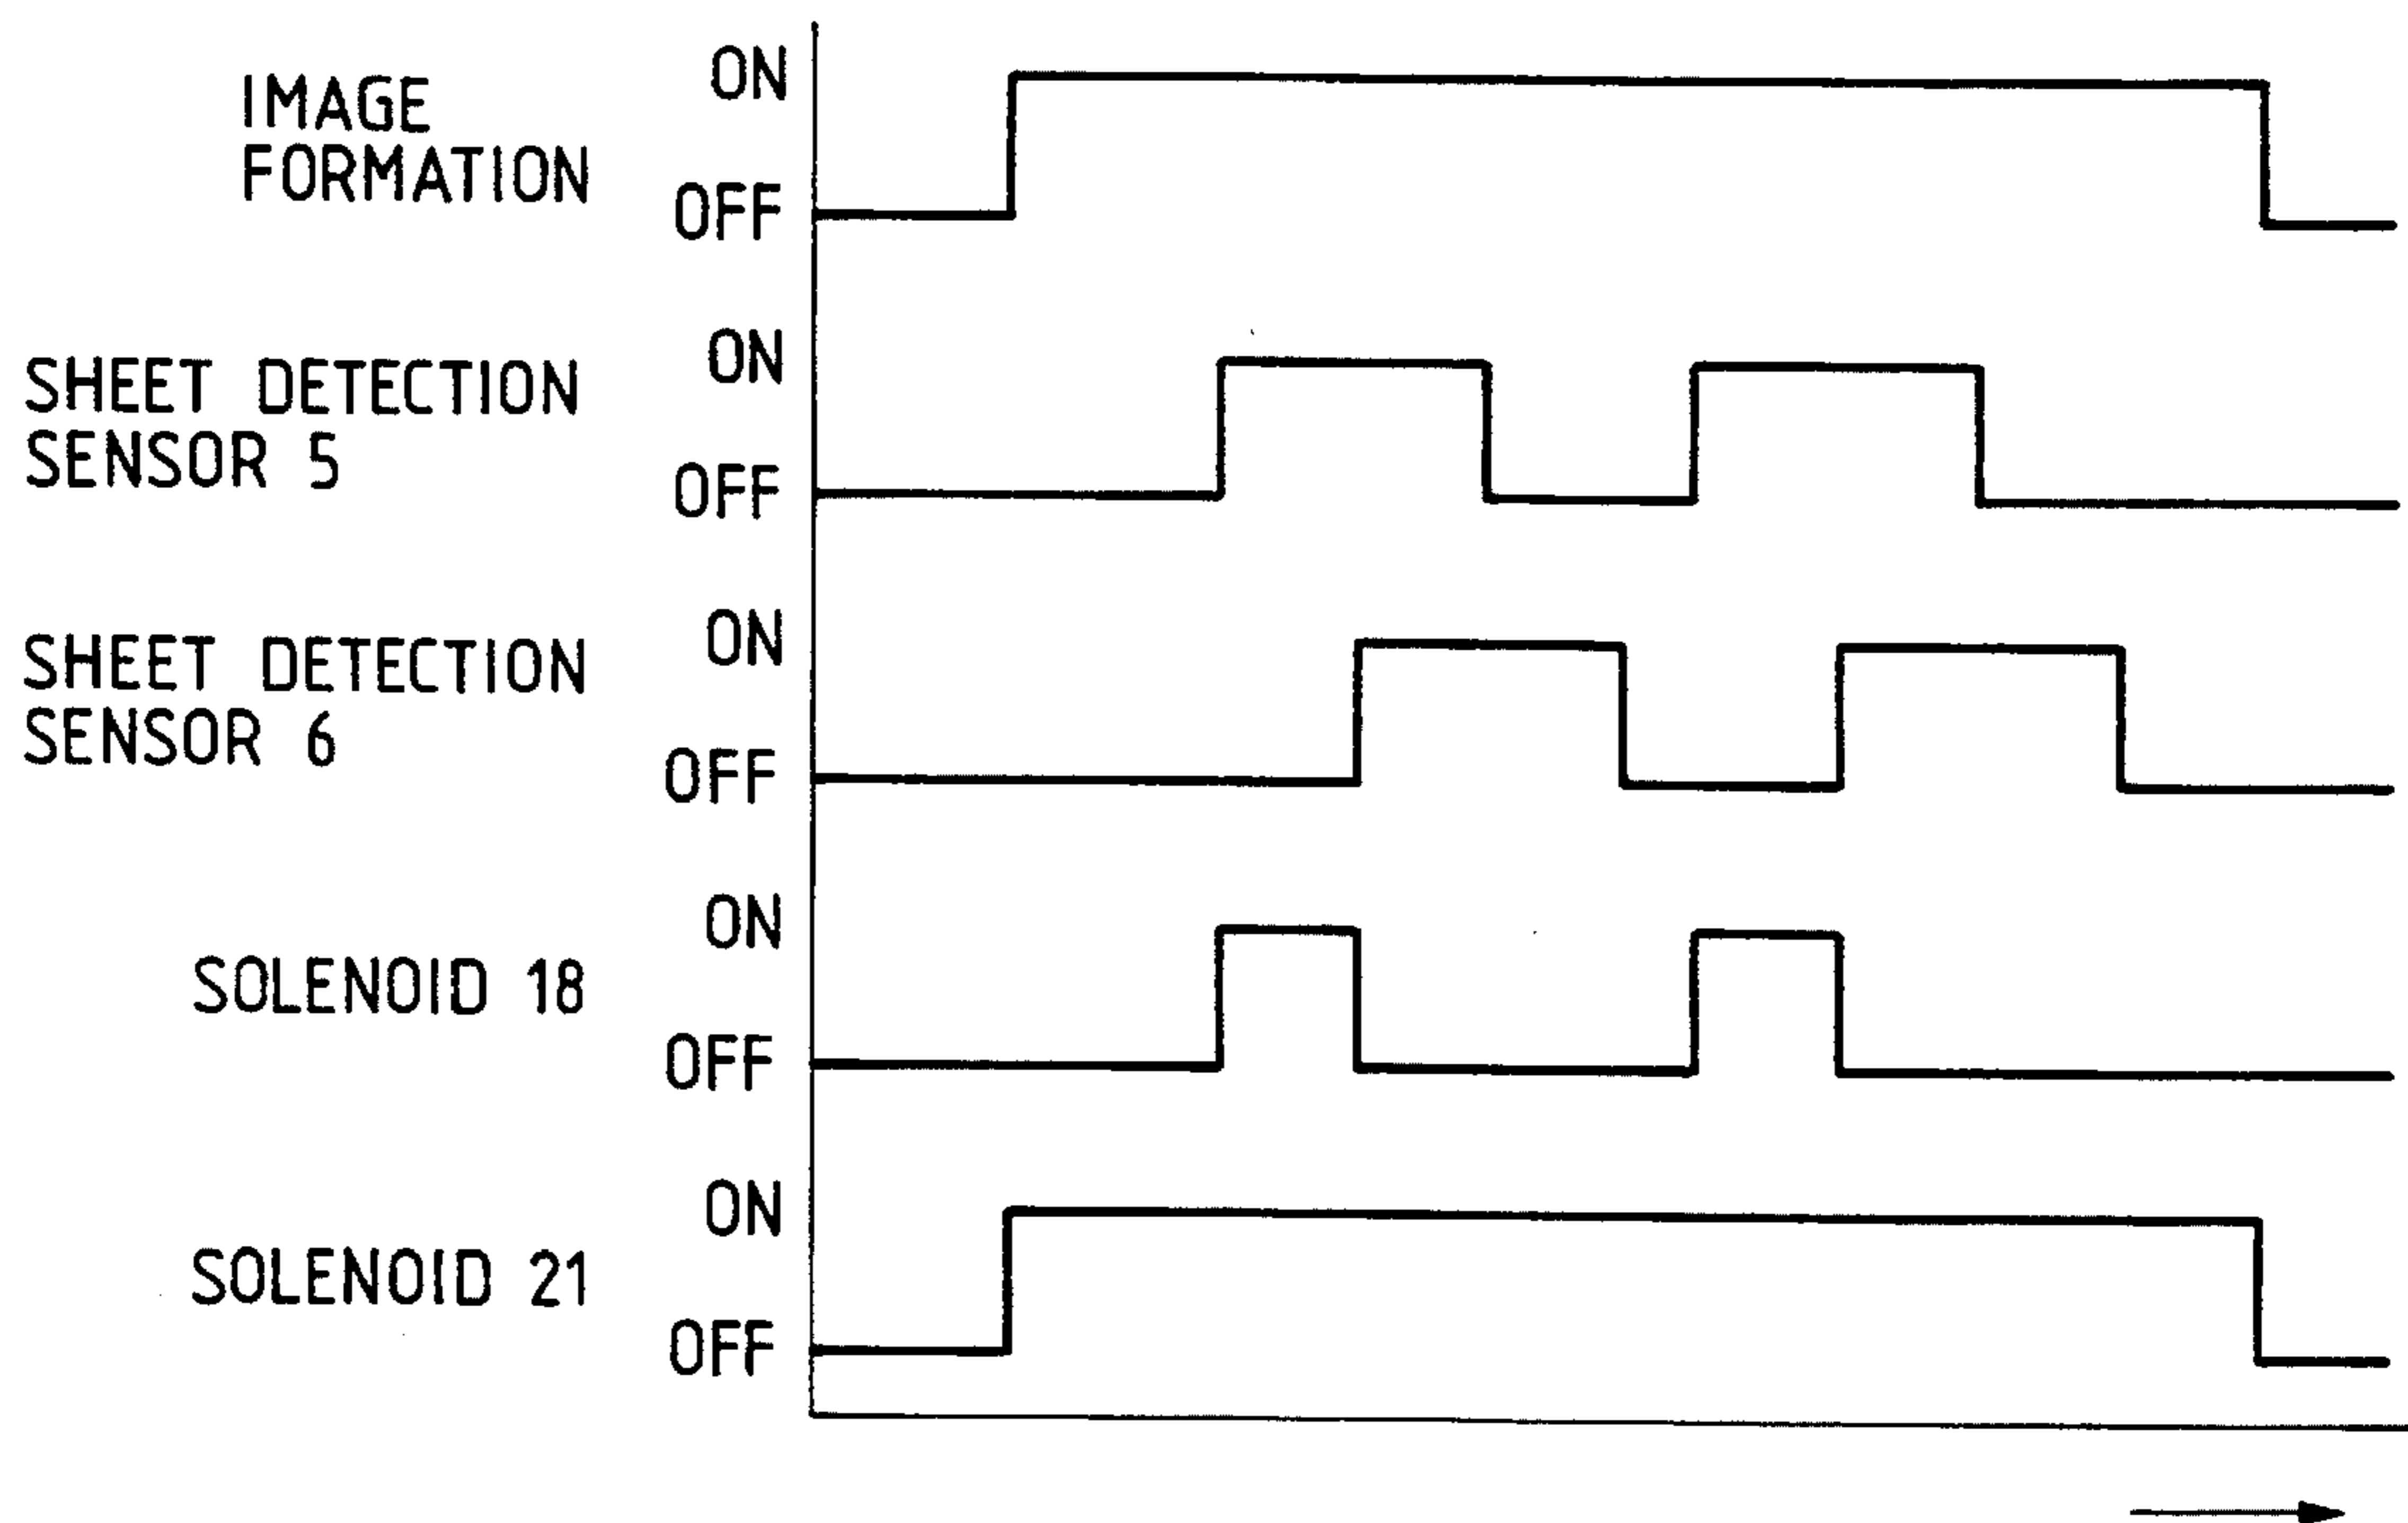 IMAGE
FORMATION
ON
OFF
SHEET DETECTION
SENSOR 5
ON
OFF
SHEET DETECTION
SENSOR 6
ON
OFF
SOLENOID 18
ON
OFF
SOLENOID 21
ON
OFF